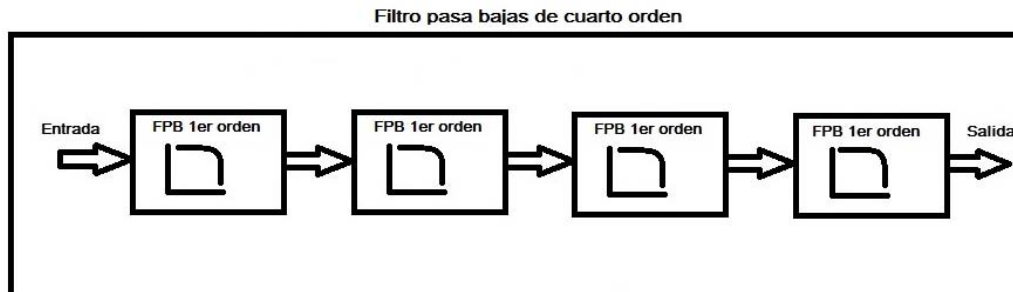 Filtro pasa bajas de cuarto orden
Entrada
FPB 1er orden
FPB 1er orden
FPB 1er orden
FPB 1er orden
Salida